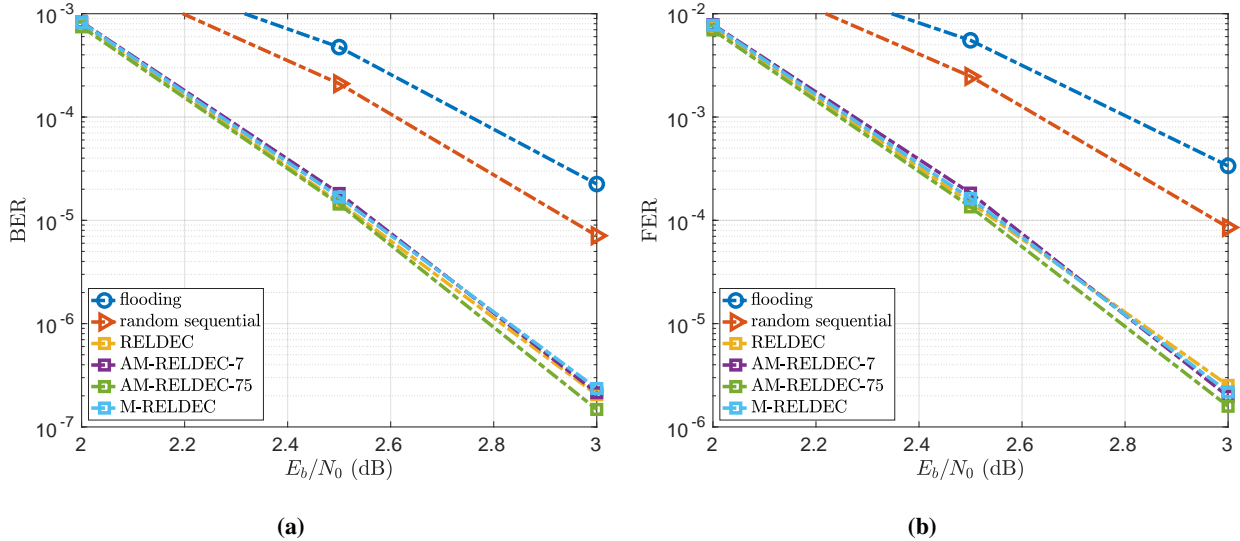 10^-3
10^-4
10^-5
10^-6
10^-7
BER
flooding
random sequential
RELDEC
AM-RELDEC-7
AM-RELDEC-75
M-RELDEC
2
2.2
2.4
2.6
2.8
3
E_b/N_0 (dB)
(a)
10^-2
10^-3
10^-4
10^-5
10^-6
FER
flooding
random sequential
RELDEC
AM-RELDEC-7
AM-RELDEC-75
M-RELDEC
2
2.2
2.4
2.6
2.8
3
E_b/N_0 (dB)
(b)